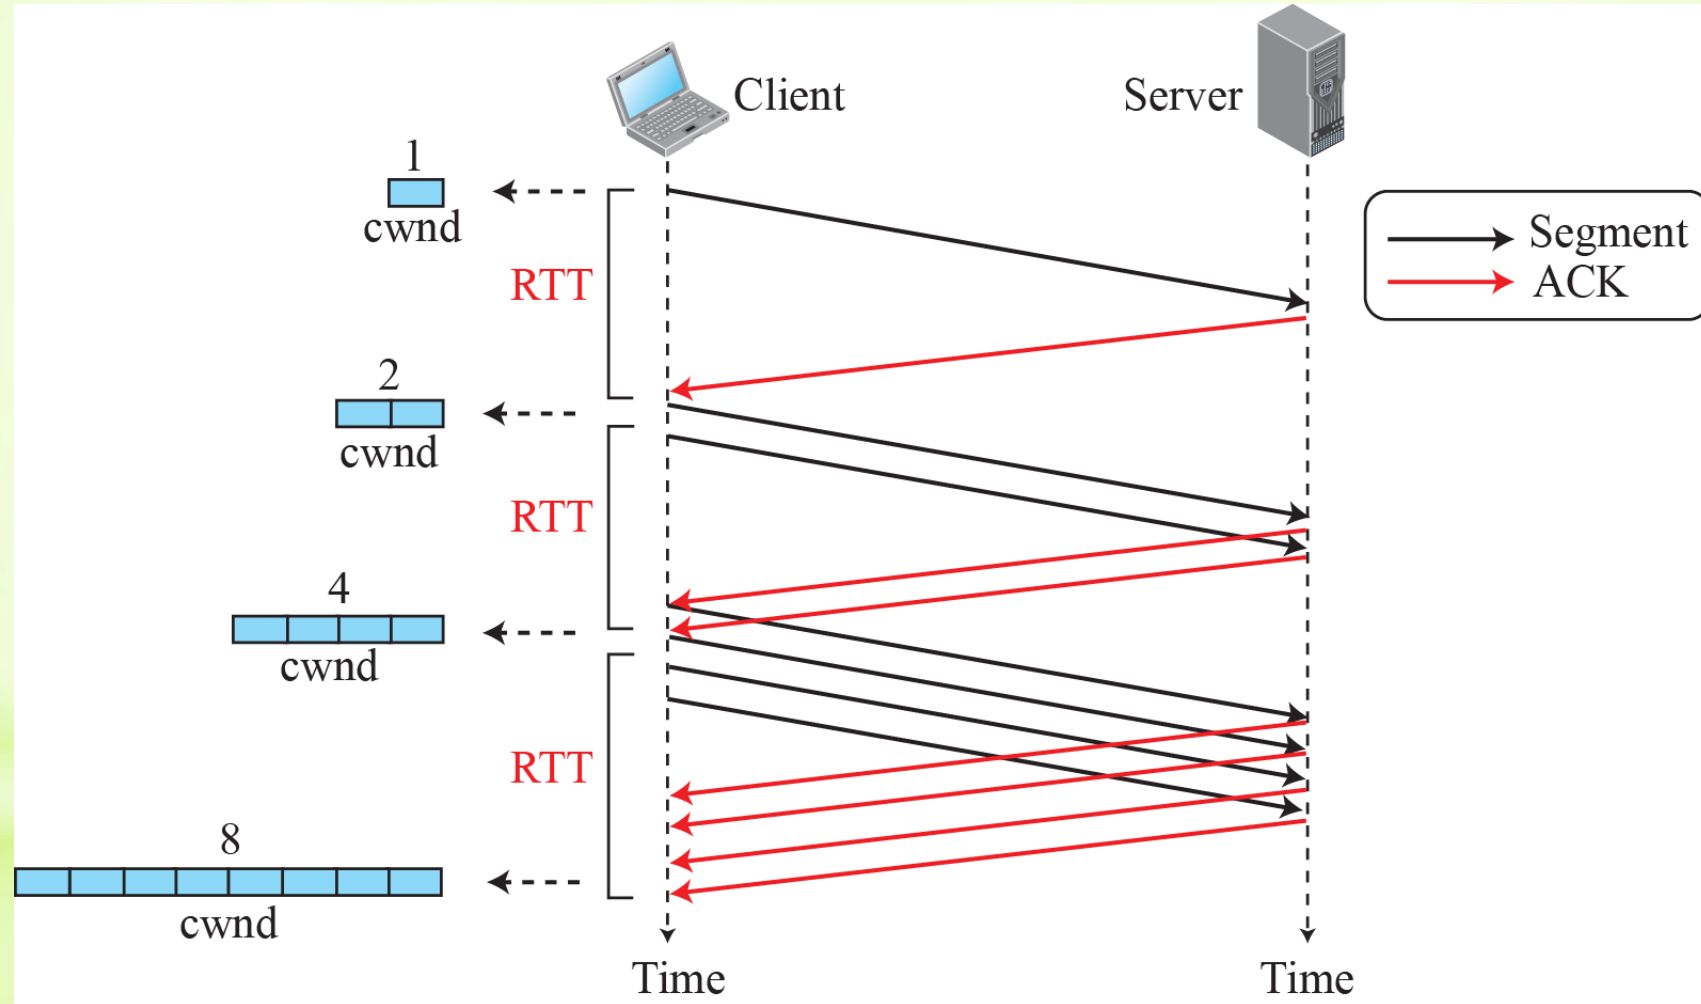 Client
Server
1
cwnd
RTT
Segment
ACK
2
cwnd
RTT
4
cwnd
RTT
8
cwnd
Time
Time